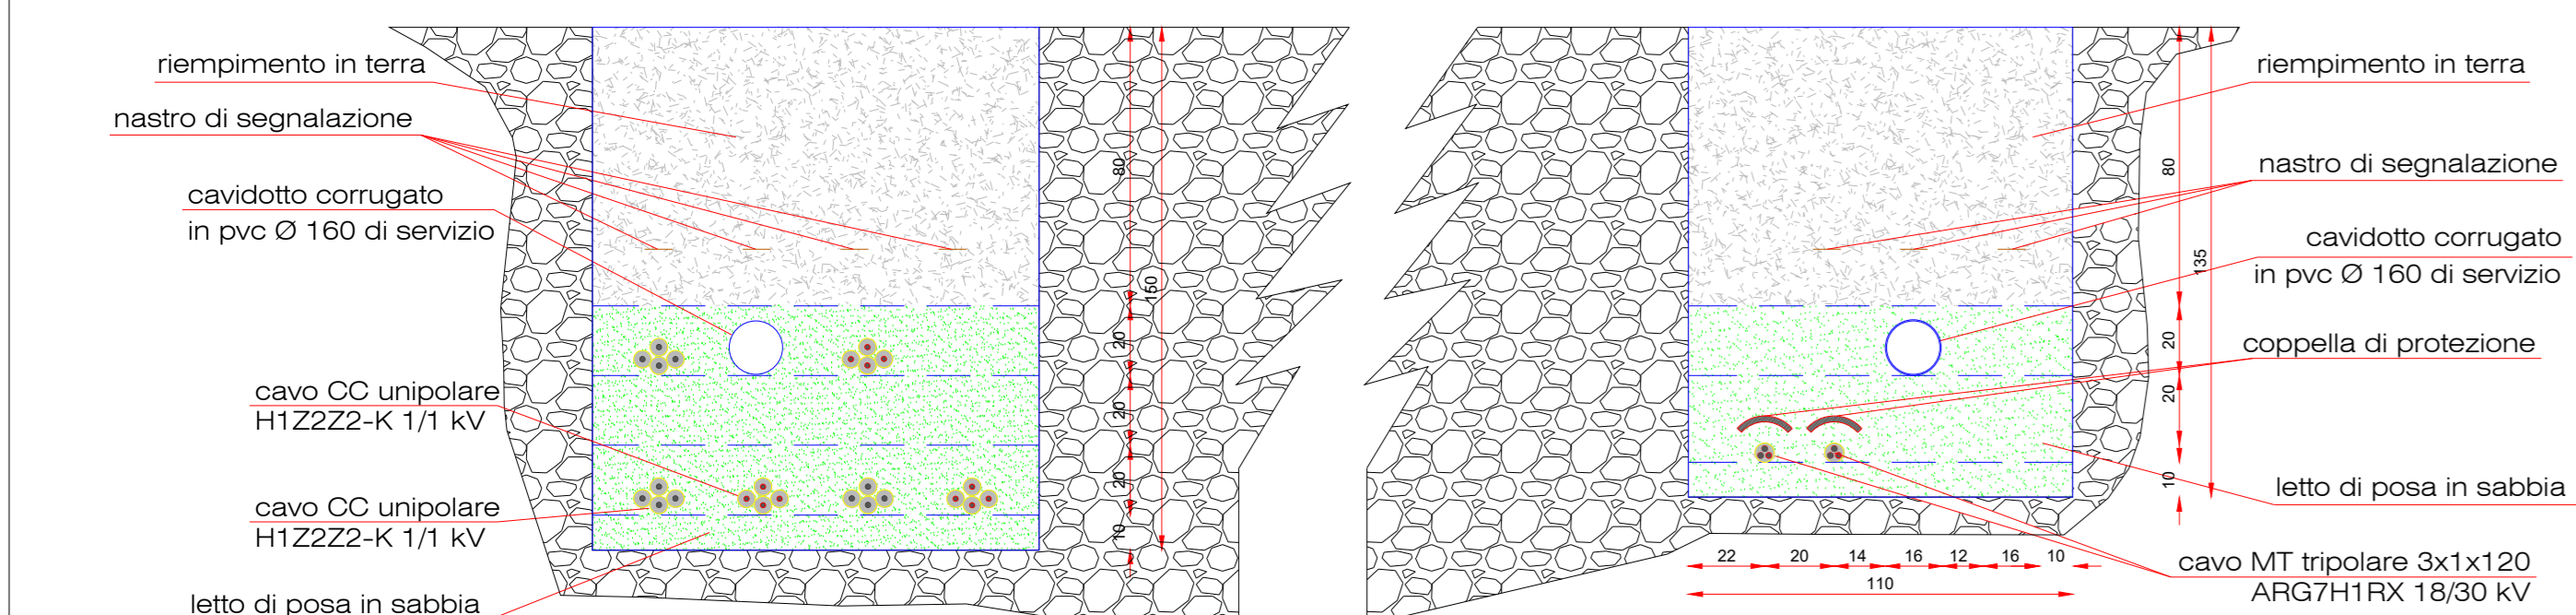 riempimento in terra
nastro di segnalazione
cavidotto corrugato
in pvc Ø 160 di servizio
cavo CC unipolare
H1Z2Z2-K 1/1 kV
cavo CC unipolare
H1Z2Z2-K 1/1 kV
letto di posa in sabbia
80
150
20
20
20
10
riempimento in terra
nastro di segnalazione
cavidotto corrugato
in pvc Ø 160 di servizio
coppella di protezione
letto di posa in sabbia
cavo MT tripolare 3x1x120
ARG7H1RX 18/30 kV
80
135
20
20
10
22 20 14 16 12 16 10
110